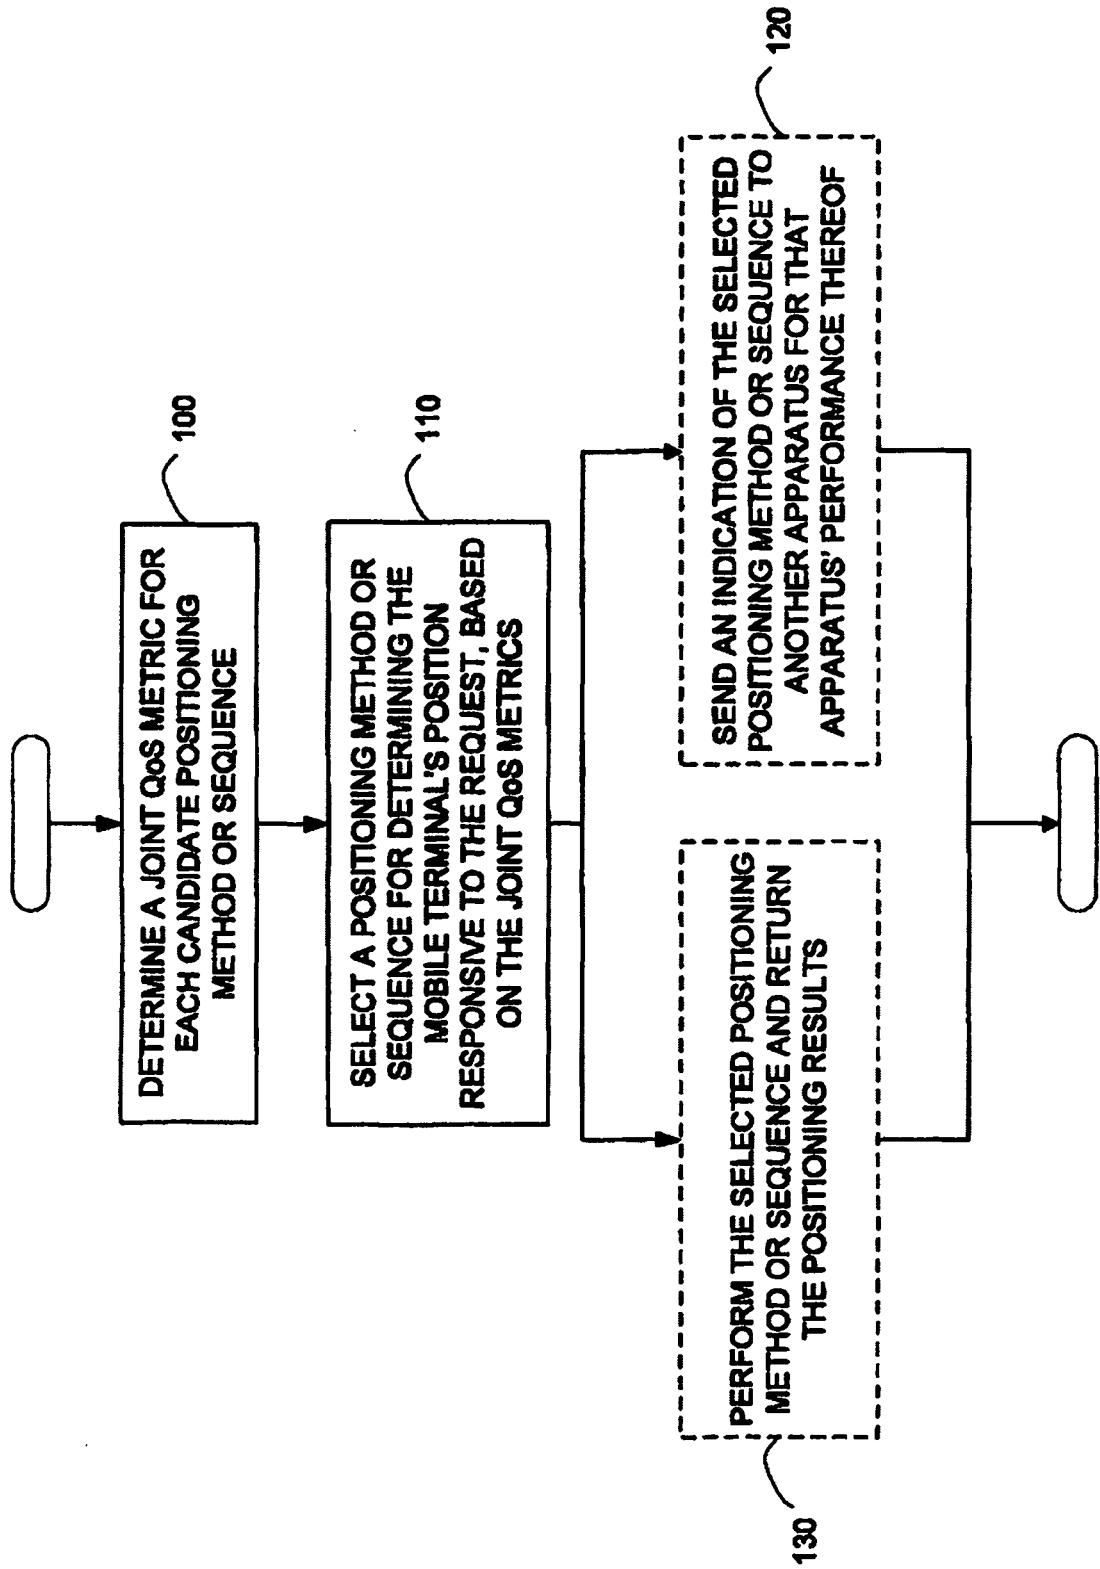 DETERMINE A JOINT QoS METRIC FOR
EACH CANDIDATE POSITIONING
METHOD OR SEQUENCE
100
SELECT A POSITIONING METHOD OR
SEQUENCE FOR DETERMINING THE
MOBILE TERMINAL'S POSITION
RESPONSIVE TO THE REQUEST, BASED
ON THE JOINT QoS METRICS
110
PERFORM THE SELECTED POSITIONING
METHOD OR SEQUENCE AND RETURN
THE POSITIONING RESULTS
130
SEND AN INDICATION OF THE SELECTED
POSITIONING METHOD OR SEQUENCE TO
ANOTHER APPARATUS FOR THAT
APPARATUS' PERFORMANCE THEREOF
120